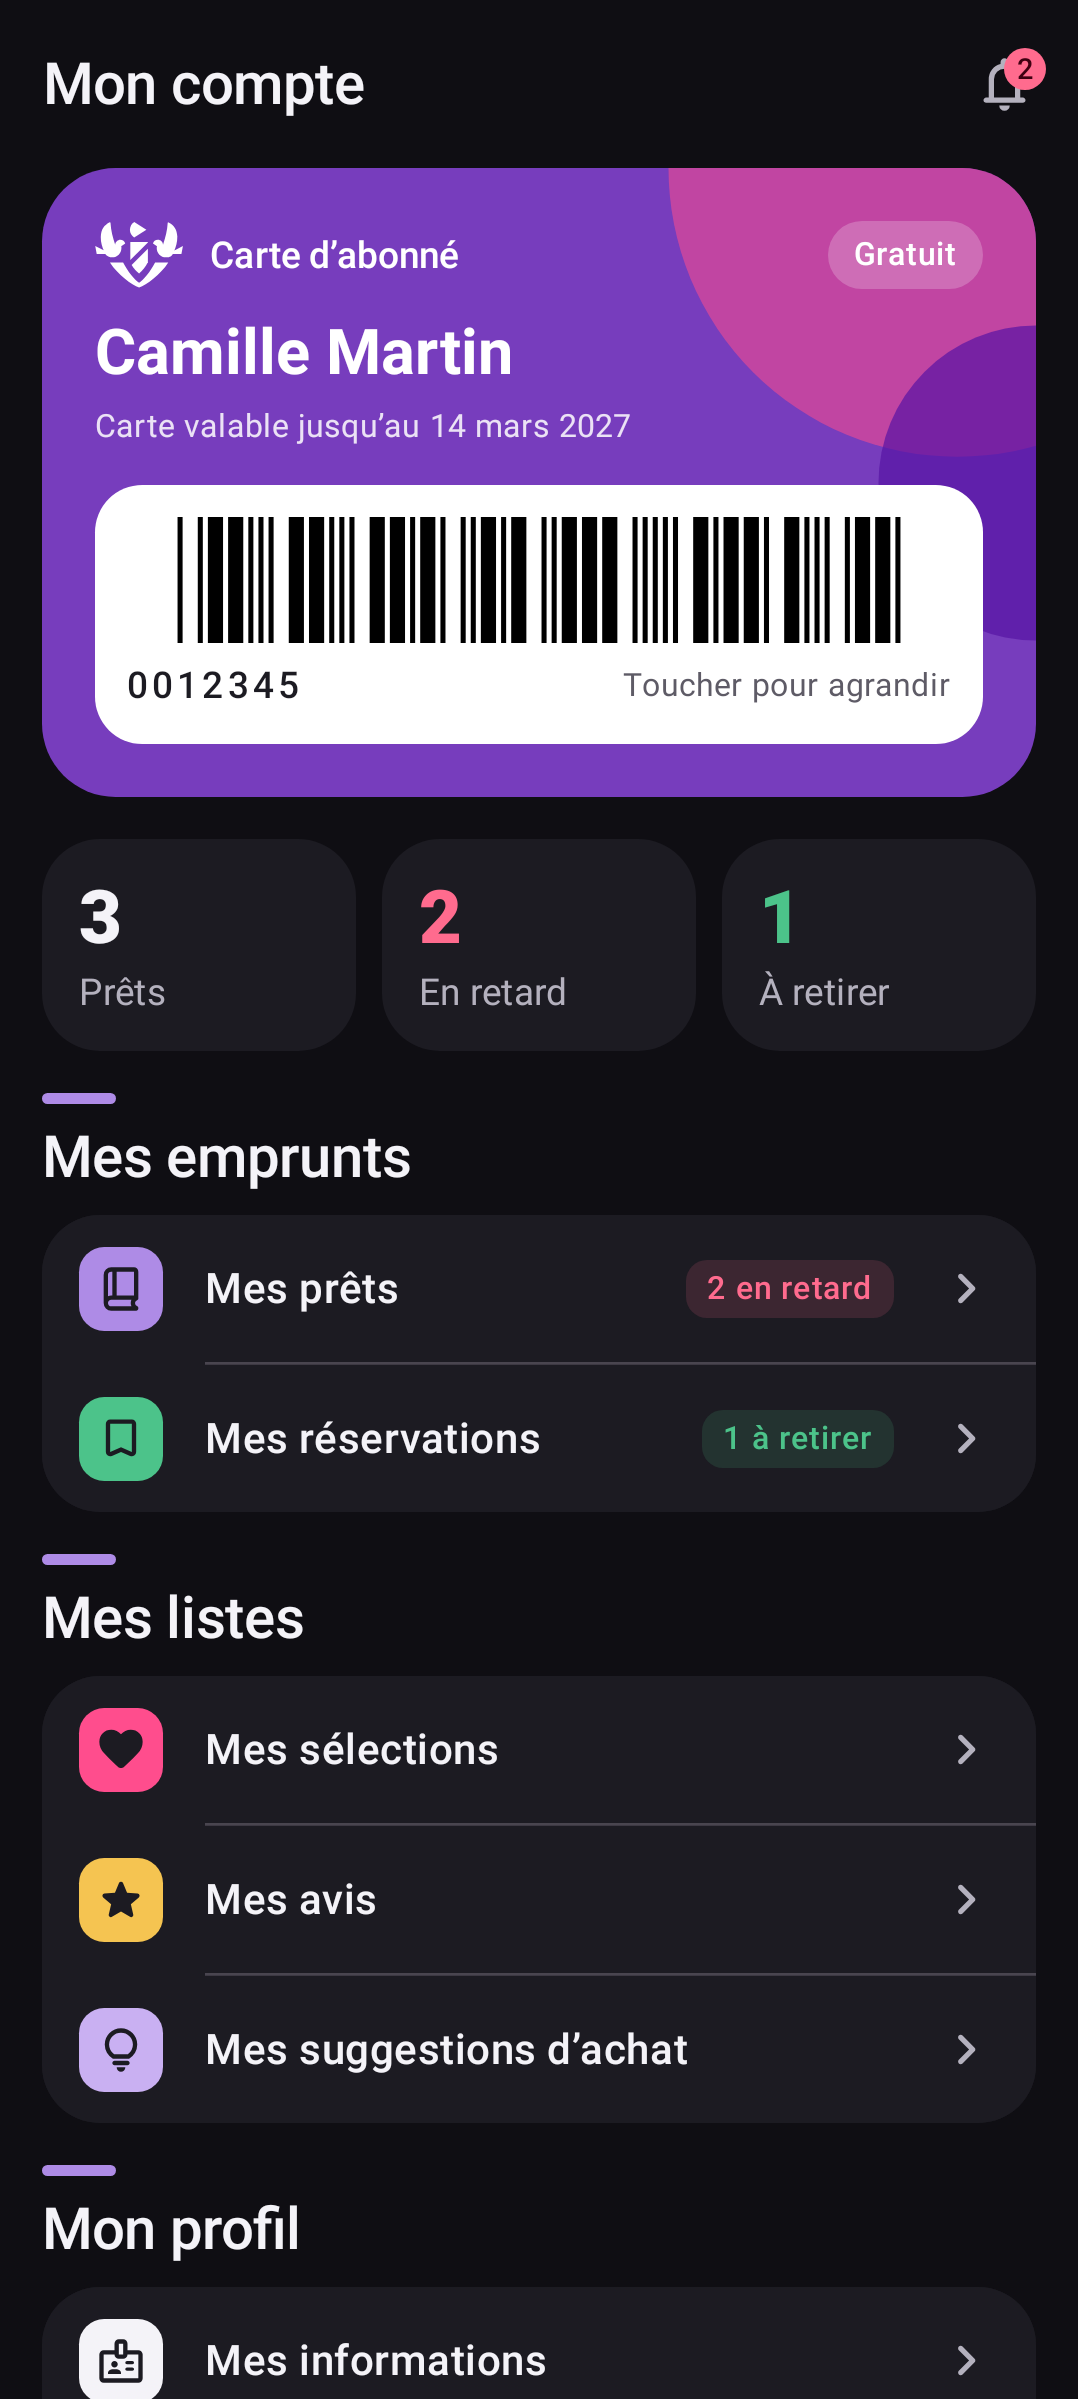 Mon compte
2
Carte d’abonné
Gratuit
Camille Martin
Carte valable jusqu’au 14 mars 2027
0012345
Toucher pour agrandir
3
Prêts
2
En retard
1
À retirer
Mes emprunts
Mes prêts
2 en retard
Mes réservations
1 à retirer
Mes listes
Mes sélections
Mes avis
Mes suggestions d’achat
Mon profil
Mes informations